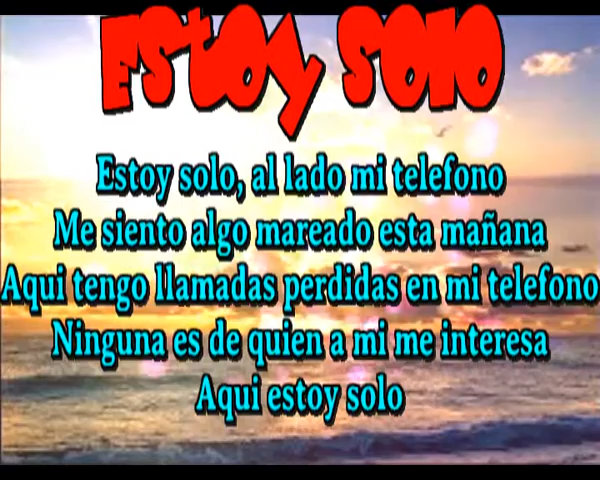 Estoy solo
Estoy solo, al lado mi telefono
Me siento algo mareado esta mañana
Aqui tengo llamadas perdidas en mi telefono
Ninguna es de quien a mi me interesa
Aqui estoy solo